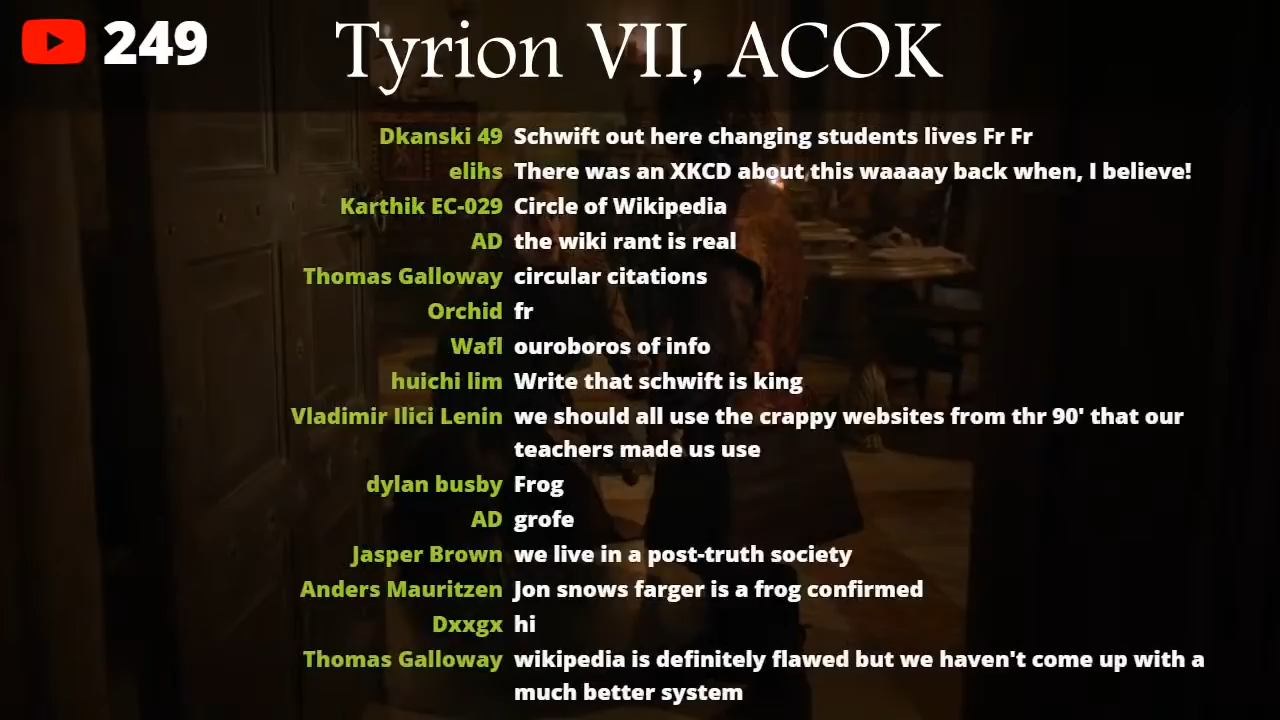 249
Tyrion VII, ACOK
Dkanski 49 Schwift out here changing students lives Fr Fr
elihs There was an XKCD about this waaaay back when, I believe!
Karthik EC-029 Circle of Wikipedia
AD the wiki rant is real
Thomas Galloway circular citations
Orchid fr
Wafl ouroboros of info
huichi lim Write that schwift is king
Vladimir Ilici Lenin we should all use the crappy websites from thr 90' that our
teachers made us use
dylan busby Frog
AD grofe
Jasper Brown we live in a post-truth society
Anders Mauritzen Jon snows farger is a frog confirmed
Dxxgx hi
Thomas Galloway wikipedia is definitely flawed but we haven't come up with a
much better system